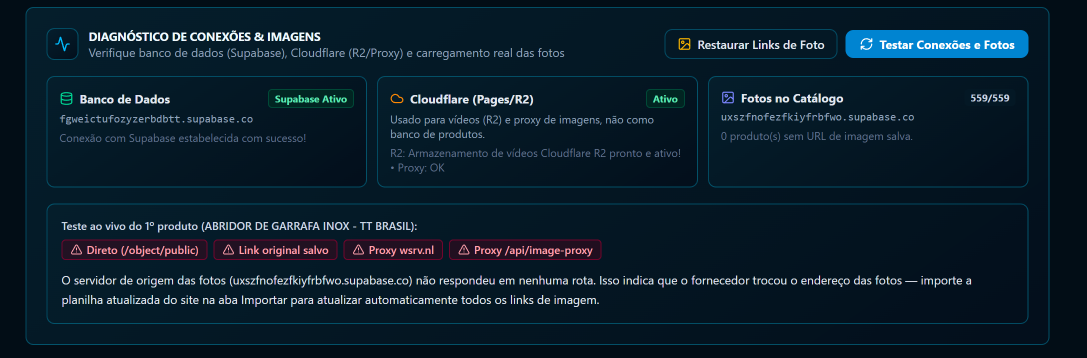 DIAGNÓSTICO DE CONEXÕES & IMAGENS
Verifique banco de dados (Supabase), Cloudflare (R2/Proxy) e carregamento real das fotos
Restaurar Links de Foto
Testar Conexões e Fotos
Banco de Dados
Supabase Ativo
fgweictufozyzerbdbtt.supabase.co
Conexão com Supabase estabelecida com sucesso!
Cloudflare (Pages/R2)
Ativo
Usado para vídeos (R2) e proxy de imagens, não como
banco de produtos.
R2: Armazenamento de vídeos Cloudflare R2 pronto e ativo!
• Proxy: OK
Fotos no Catálogo
559/559
uxszfnofezfkiyfrbfwo.supabase.co
0 produto(s) sem URL de imagem salva.
Teste ao vivo do 1º produto (ABRIDOR DE GARRAFA INOX - TT BRASIL):
Direto (/object/public)
Link original salvo
Proxy wsrv.nl
Proxy /api/image-proxy
O servidor de origem das fotos (uxszfnofezfkiyfrbfwo.supabase.co) não respondeu em nenhuma rota. Isso indica que o fornecedor trocou o endereço das fotos — importe a
planilha atualizada do site na aba Importar para atualizar automaticamente todos os links de imagem.